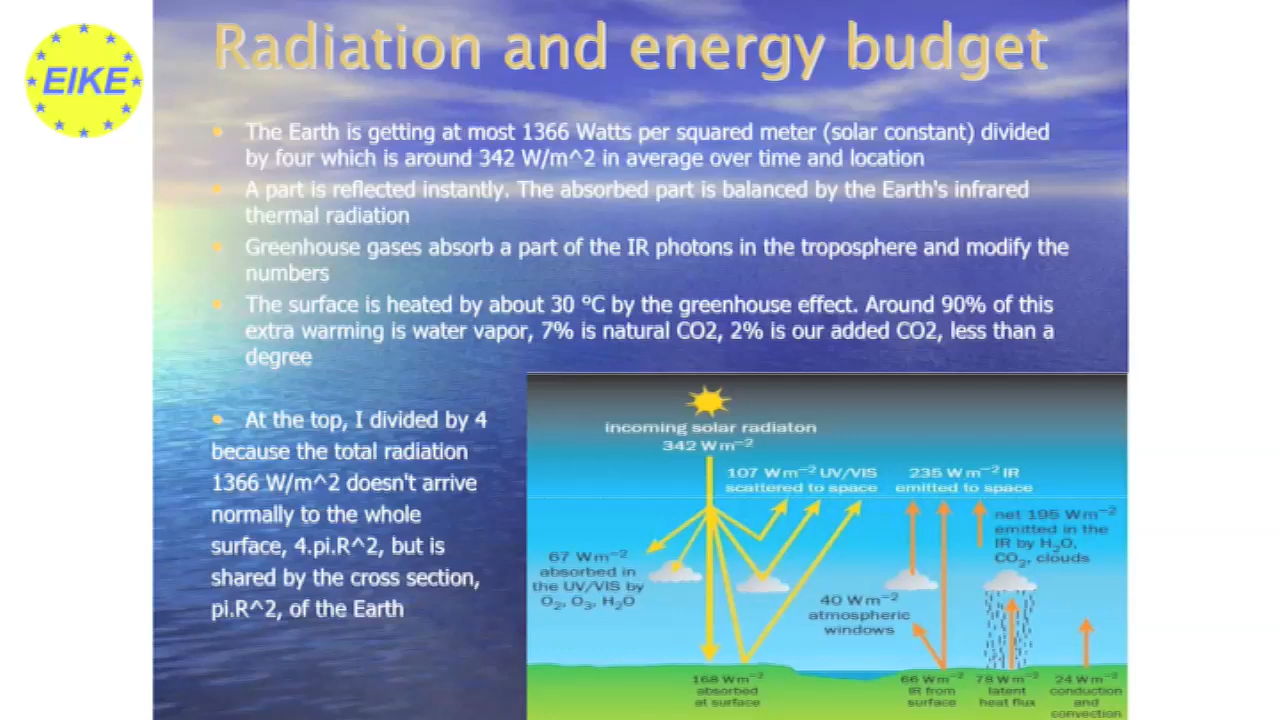 Radiation and energy budget
EIKE
The Earth is getting at most 1366 Watts per squared meter (solar constant) divided
by four which is around 342 W/m^2 in average over time and location
A part is reflected instantly. The absorbed part is balanced by the Earth's infrared
thermal radiation
Greenhouse gases absorb a part of the IR photons in the troposphere and modify the
numbers
The surface is heated by about 30 °C by the greenhouse effect. Around 90% of this
extra warming is water vapor, 7% is natural CO2, 2% is our added CO2, less than a
degree
At the top, I divided by 4
because the total radiation
1366 W/m^2 doesn't arrive
normally to the whole
surface, 4.pi.R^2, but is
shared by the cross section,
pi.R^2, of the Earth
incoming solar radiaton
342 Wm⁻²
107 Wm⁻² UV/VIS
scattered to space
235 Wm⁻² IR
emitted to space
net 195 Wm⁻²
emitted in the
IR by H₂O,
CO₂, clouds
67 Wm⁻²
absorbed in
the UV/VIS by
O₂, O₃, H₂O
40 Wm⁻²
atmospheric
windows
168 Wm⁻²
absorbed
at surface
66 Wm⁻²
IR from
surface
78 Wm⁻²
latent
heat flux
24 Wm⁻²
conduction
and
convection